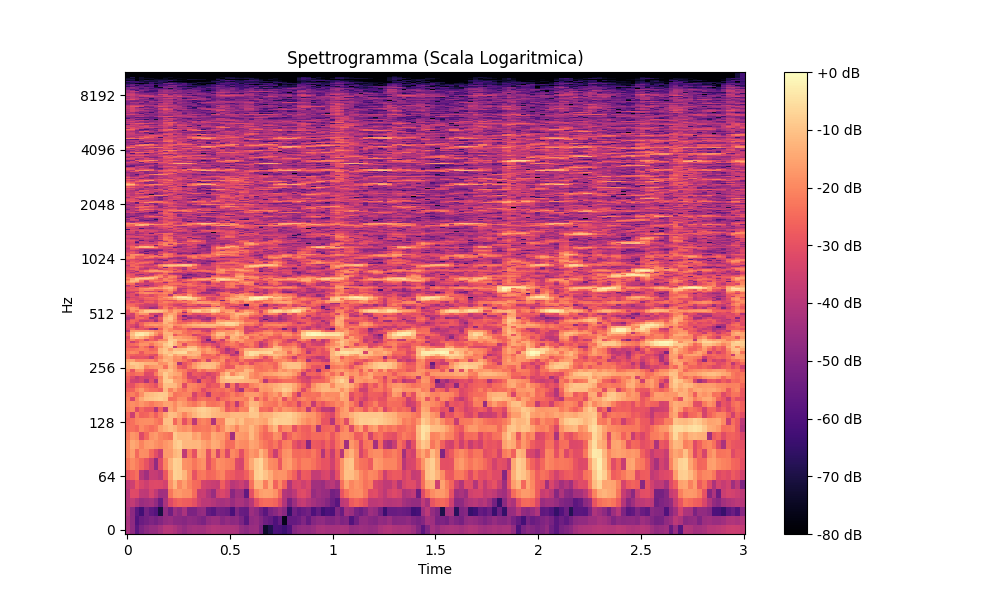 Spettrogramma (Scala Logaritmica)
Hz
8192
4096
2048
1024
512
256
128
64
0
0 0.5 1 1.5 2 2.5 3
Time
+0 dB
-10 dB
-20 dB
-30 dB
-40 dB
-50 dB
-60 dB
-70 dB
-80 dB